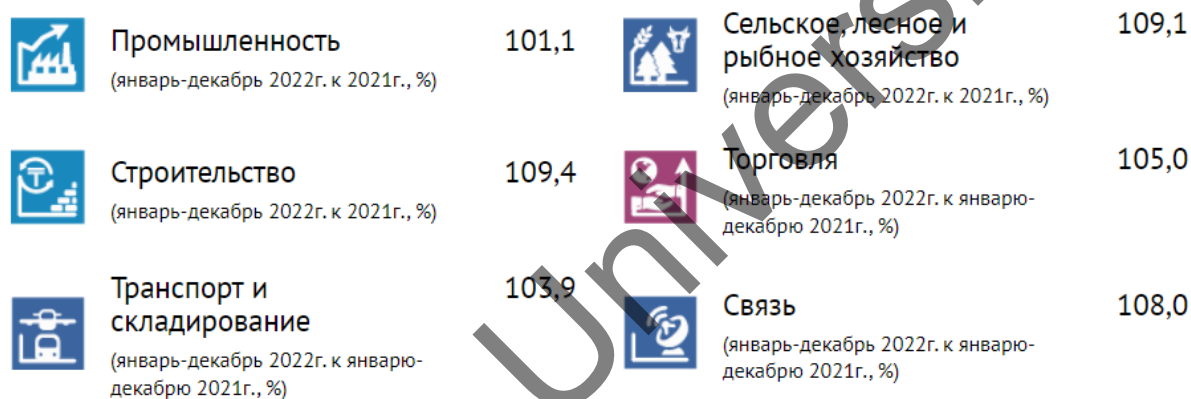 Промышленность 101,1
(январь-декабрь 2022г. к 2021г., %)
Сельское, лесное и 109,1
рыбное хозяйство
(январь-декабрь 2022г. к 2021г., %)
Строительство 109,4
(январь-декабрь 2022г. к 2021г., %)
Торговля 105,0
(январь-декабрь 2022г. к январю-
декабрю 2021г., %)
Транспорт и 103,9
складирование
(январь-декабрь 2022г. к январю-
декабрю 2021г., %)
Связь 108,0
(январь-декабрь 2022г. к январю-
декабрю 2021г., %)
Univers